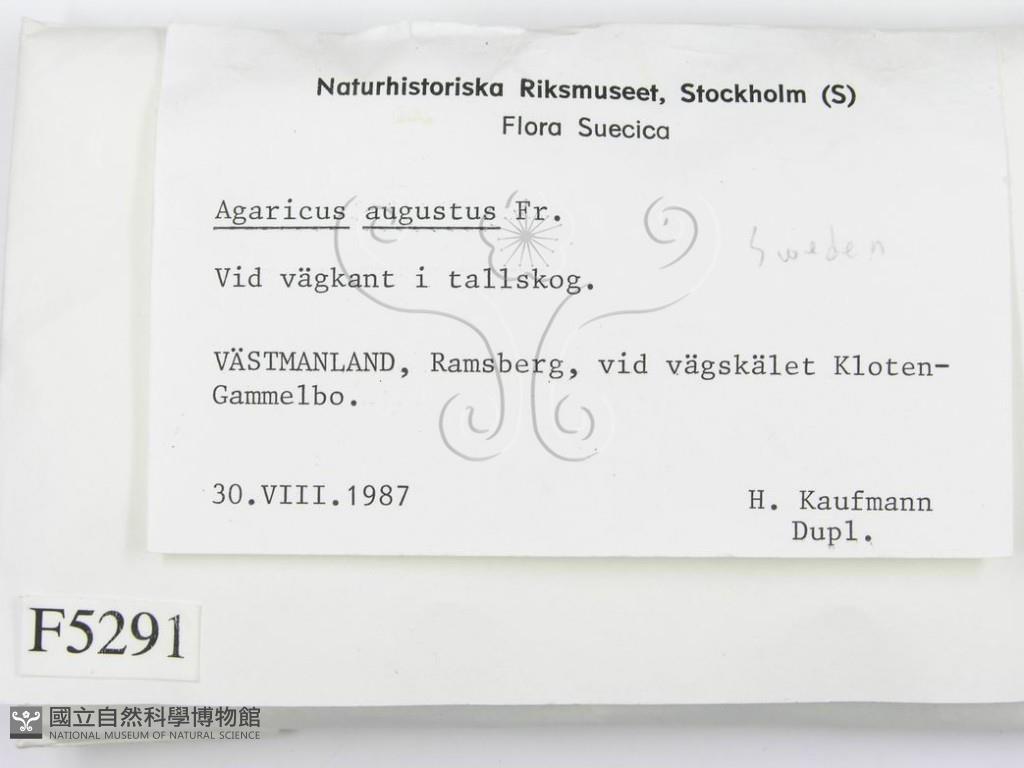 Naturhistoriska Riksmuseet, Stockholm (S)
Flora Suecica
Agaricus augustus Fr.
Sweden
Vid vägkant i tallskog.
VÄSTMANLAND, Ramsberg, vid vägskälet Kloten-
Gammelbo.
30.VIII.1987
H. Kaufmann
Dupl.
F5291
國立自然科學博物館
NATIONAL MUSEUM OF NATURAL SCIENCE